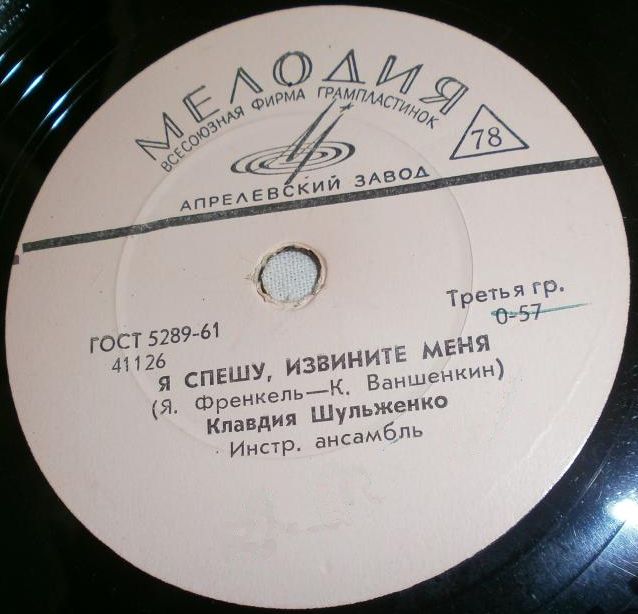 МЕЛОДИЯ
ВСЕСОЮЗНАЯ ФИРМА ГРАМПЛАСТИНОК
78
АПРЕЛЕВСКИЙ ЗАВОД
Третья гр.
0-57
ГОСТ 5289-61
41126
Я СПЕШУ, ИЗВИНИТЕ МЕНЯ
(Я. Френкель—К. Ваншенкин)
Клавдия Шульженко
Инстр. ансамбль